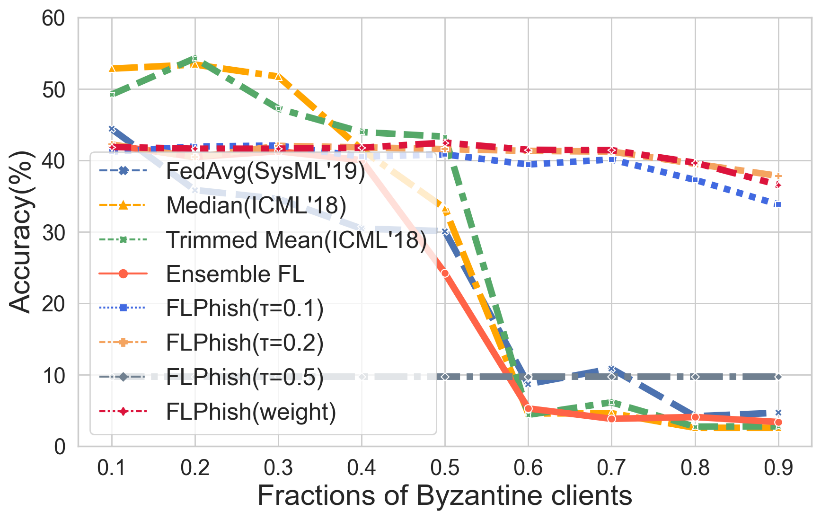 60
50
40
30
20
10
0
Accuracy(%)
FedAvg(SysML'19)
Median(ICML'18)
Trimmed Mean(ICML'18)
Ensemble FL
FLPhish(τ=0.1)
FLPhish(τ=0.2)
FLPhish(τ=0.5)
FLPhish(weight)
0.1 0.2 0.3 0.4 0.5 0.6 0.7 0.8 0.9
Fractions of Byzantine clients